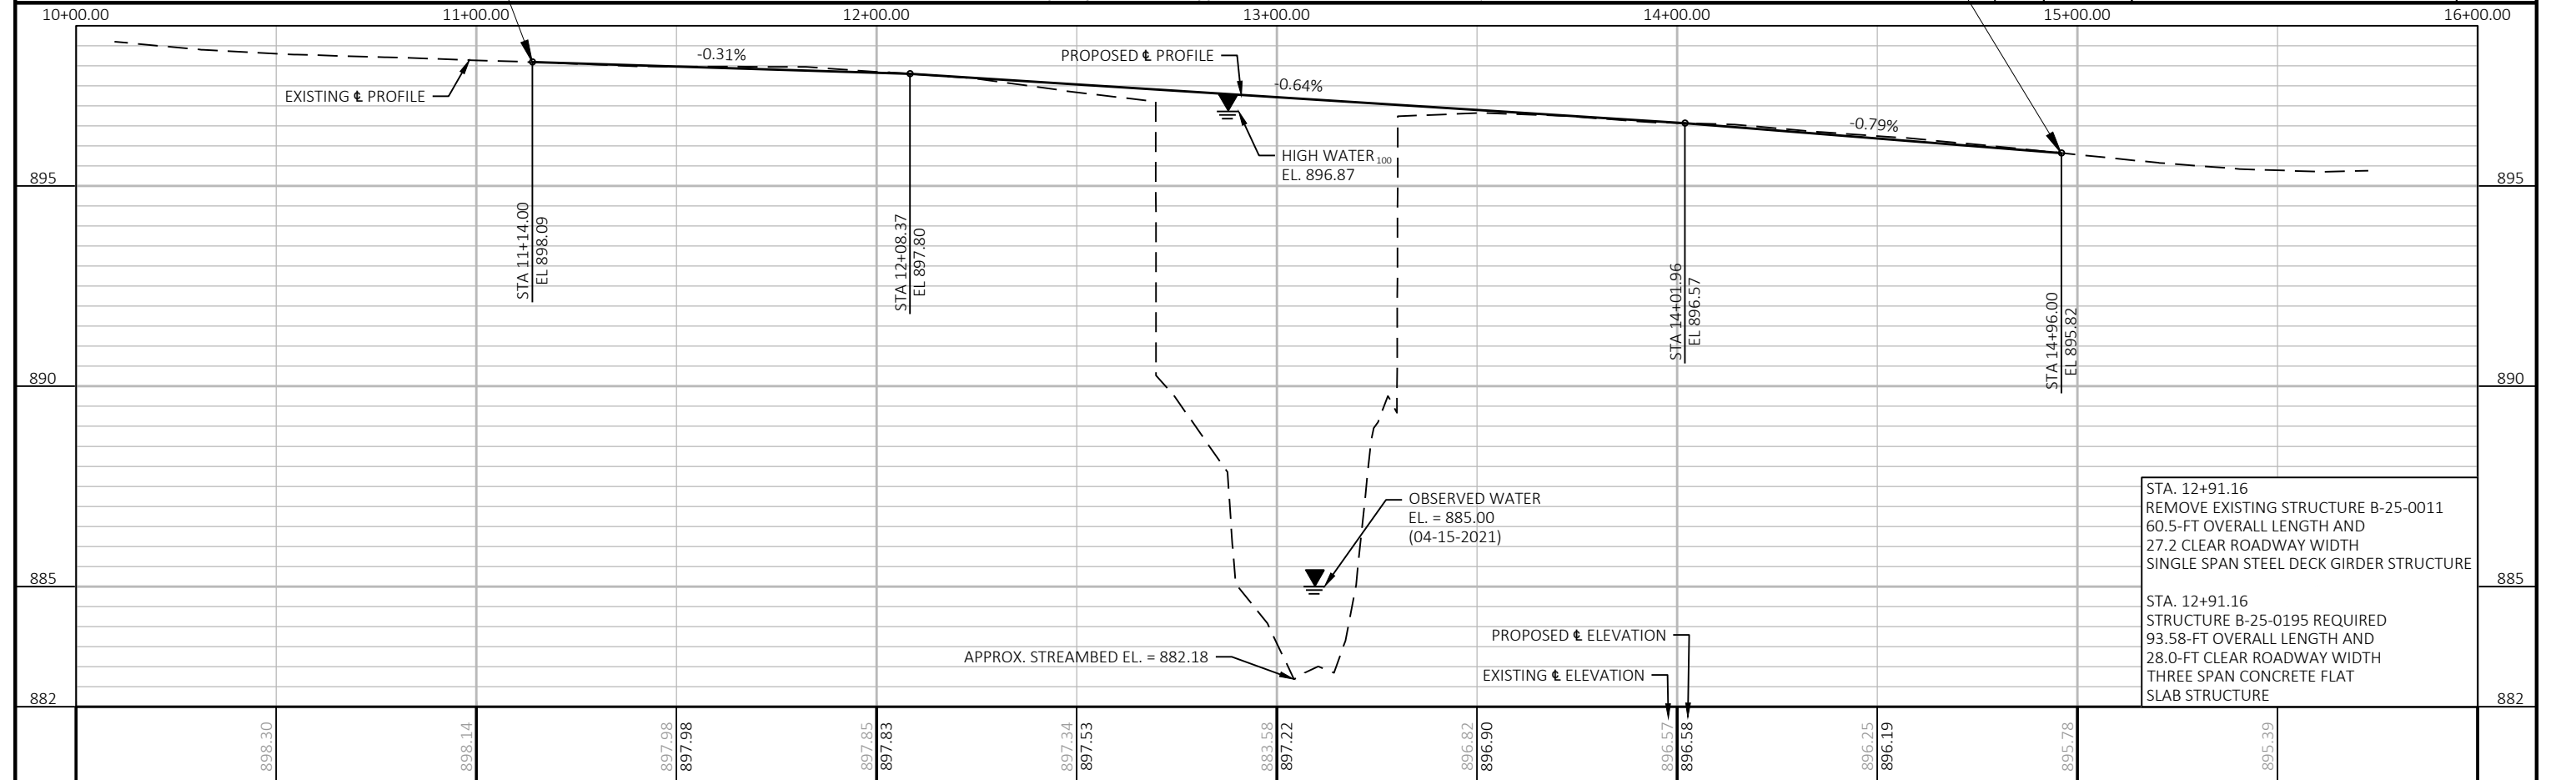 10+00.00
11+00.00
12+00.00
13+00.00
14+00.00
15+00.00
16+00.00
-0.31%
PROPOSED ℄ PROFILE
-0.64%
EXISTING ℄ PROFILE
-0.79%
HIGH WATER100
EL. 896.87
895
895
STA 11+14.00
EL 898.09
STA 12+08.37
EL 897.80
STA 14+01.96
EL 896.57
STA 14+96.00
EL 895.82
890
890
OBSERVED WATER
EL. = 885.00
(04-15-2021)
STA. 12+91.16
REMOVE EXISTING STRUCTURE B-25-0011
60.5-FT OVERALL LENGTH AND
27.2 CLEAR ROADWAY WIDTH
SINGLE SPAN STEEL DECK GIRDER STRUCTURE
STA. 12+91.16
STRUCTURE B-25-0195 REQUIRED
93.58-FT OVERALL LENGTH AND
28.0-FT CLEAR ROADWAY WIDTH
THREE SPAN CONCRETE FLAT
SLAB STRUCTURE
885
885
PROPOSED ℄ ELEVATION
APPROX. STREAMBED EL. = 882.18
EXISTING ℄ ELEVATION
882
882
898.30
898.14
897.98
897.98
897.85
897.83
897.34
897.53
883.58
897.22
896.82
896.90
896.57
896.58
896.25
896.19
895.78
895.39